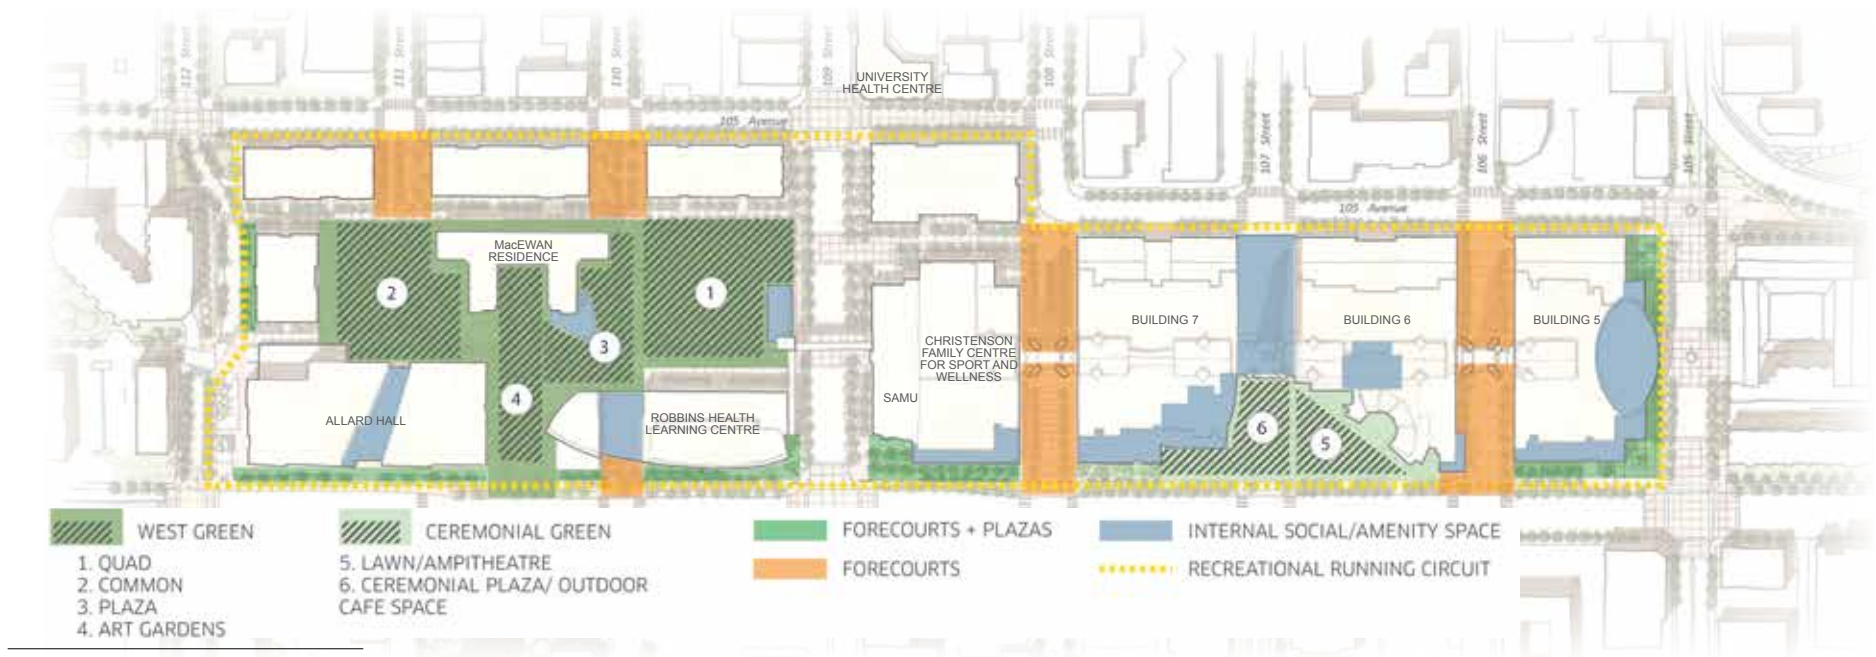 112 Street
111 Street
110 Street
109 Street
108 Street
UNIVERSITY
HEALTH CENTRE
105 Avenue
107 Street
106 Street
105 Street
105 Avenue
MacEWAN
RESIDENCE
2
1
3
4
ALLARD HALL
ROBBINS HEALTH
LEARNING CENTRE
SAMU
CHRISTENSON
FAMILY CENTRE
FOR SPORT AND
WELLNESS
BUILDING 7
BUILDING 6
BUILDING 5
6
5
WEST GREEN
1. QUAD
2. COMMON
3. PLAZA
4. ART GARDENS
CEREMONIAL GREEN
5. LAWN/AMPITHEATRE
6. CEREMONIAL PLAZA/ OUTDOOR
CAFE SPACE
FORECOURTS + PLAZAS
FORECOURTS
INTERNAL SOCIAL/AMENITY SPACE
RECREATIONAL RUNNING CIRCUIT